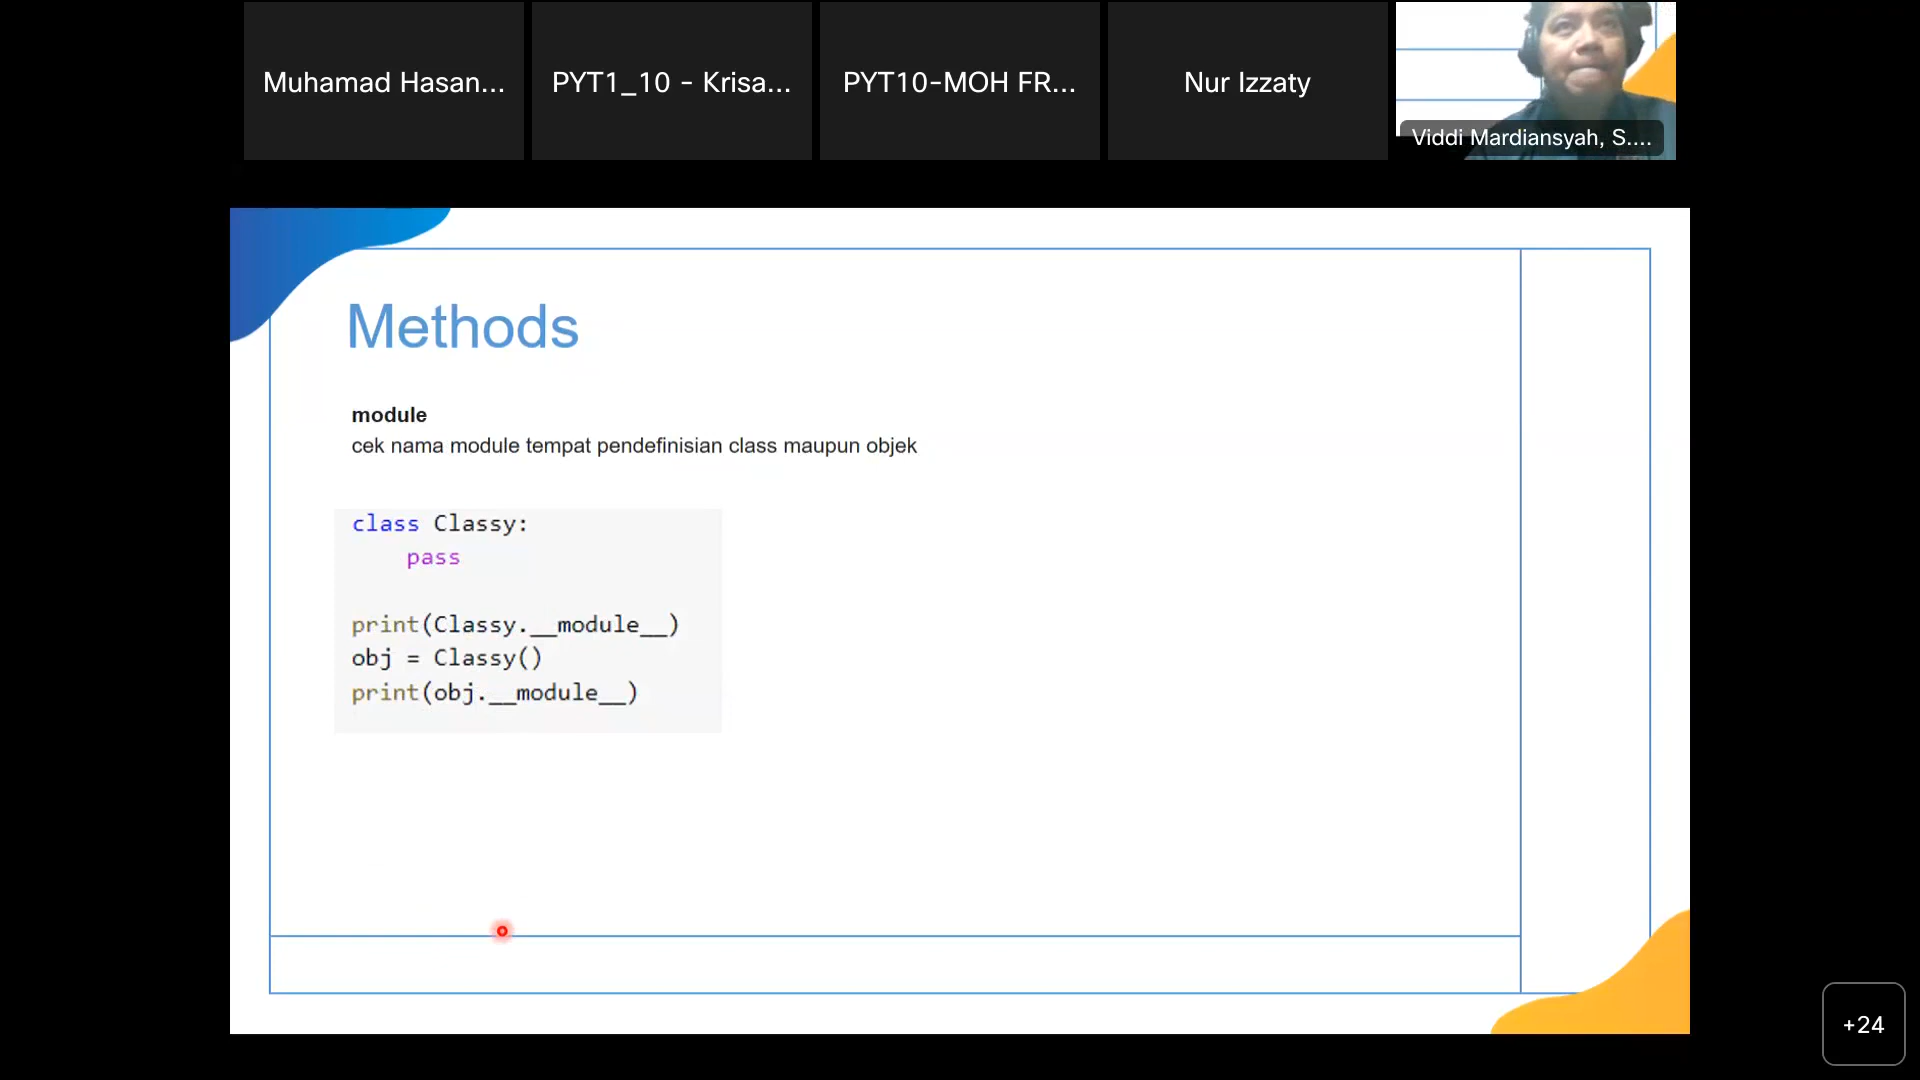 Muhamad Hasan...
PYT1_10 - Krisa...
PYT10-MOH FR...
Nur Izzaty
Viddi Mardiansyah, S....
Methods
module
cek nama module tempat pendefinisian class maupun objek
class Classy:
    pass
print(Classy.__module__)
obj = Classy()
print(obj.__module__)
+24